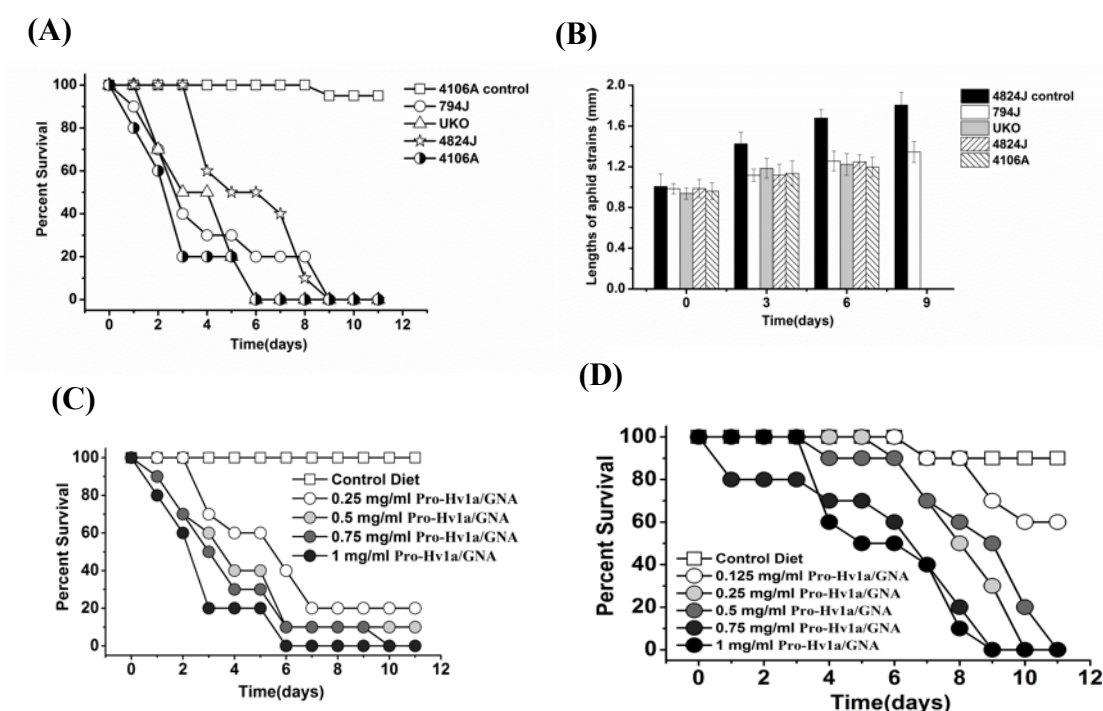 (A)
Percent Survival
100
80
60
40
20
0
0 2 4 6 8 10 12
Time(days)
4106A control
794J
UKO
4824J
4106A
(B)
Lengths of aphid strains (mm)
2.0
1.6
1.2
0.8
0.4
0.0
0 3 6 9
Time(days)
4824J control
794J
UKO
4824J
4106A
(C)
Percent Survival
100
80
60
40
20
0
0 2 4 6 8 10 12
Time(days)
Control Diet
0.25 mg/ml Pro-Hv1a/GNA
0.5 mg/ml Pro-Hv1a/GNA
0.75 mg/ml Pro-Hv1a/GNA
1 mg/ml Pro-Hv1a/GNA
(D)
Percent Survival
100
80
60
40
20
0
0 2 4 6 8 10 12
Time(days)
Control Diet
0.125 mg/ml Pro-Hv1a/GNA
0.25 mg/ml Pro-Hv1a/GNA
0.5 mg/ml Pro-Hv1a/GNA
0.75 mg/ml Pro-Hv1a/GNA
1 mg/ml Pro-Hv1a/GNA